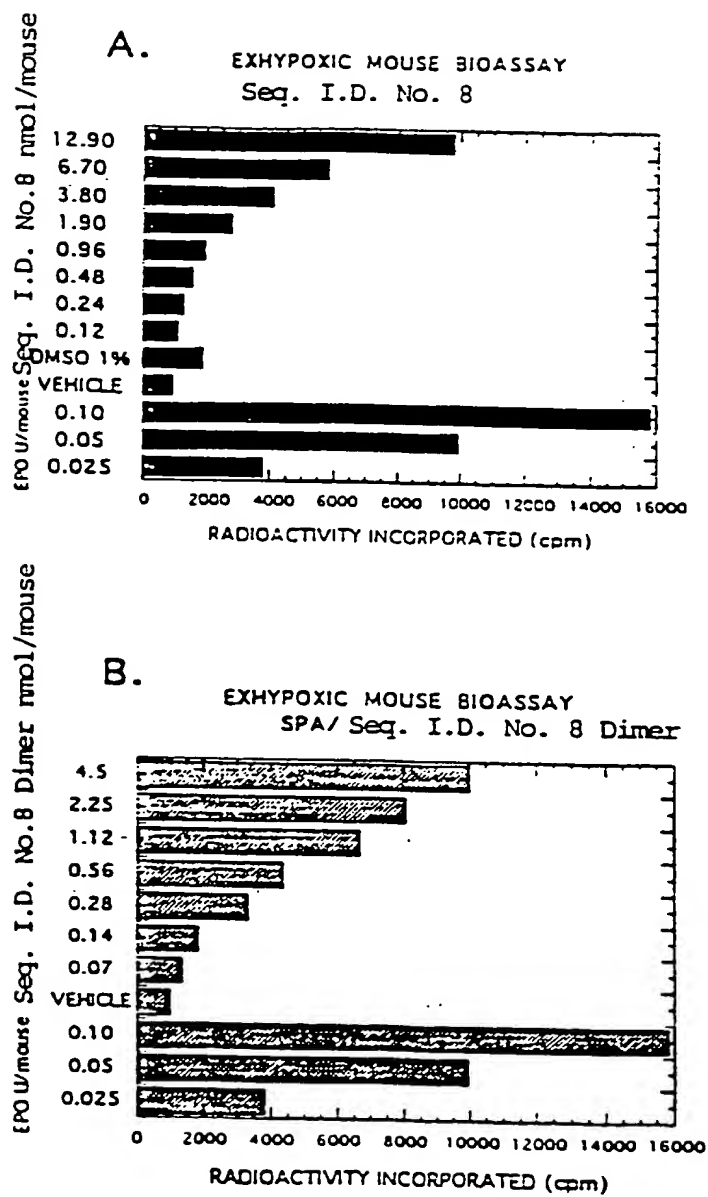 A.
EXHYPOXIC MOUSE BIOASSAY
Seq. I.D. No. 8
EPO U/mouse Seq. I.D. No.8 nmol/mouse
12.90
6.70
3.80
1.90
0.96
0.48
0.24
0.12
DMSO 1%
VEHICLE
0.10
0.05
0.025
0 2000 4000 6000 8000 10000 12000 14000 16000
RADIOACTIVITY INCORPORATED (cpm)
B.
EXHYPOXIC MOUSE BIOASSAY
SPA/ Seq. I.D. No. 8 Dimer
EPO U/mouse Seq. I.D. No.8 Dimer nmol/mouse
4.5
2.25
1.12
0.56
0.28
0.14
0.07
VEHICLE
0.10
0.05
0.025
0 2000 4000 6000 8000 10000 12000 14000 16000
RADIOACTIVITY INCORPORATED (cpm)